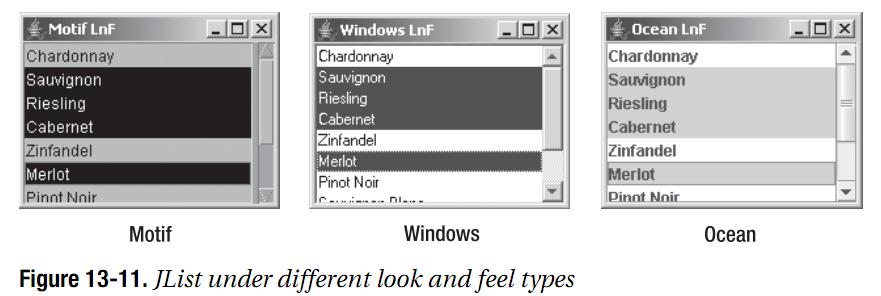 Motif LnF
Chardonnay
Sauvignon
Riesling
Cabernet
Zinfandel
Merlot
Pinot Noir
Windows LnF
Chardonnay
Sauvignon
Riesling
Cabernet
Zinfandel
Merlot
Pinot Noir
Sauvignon Blanc
Ocean LnF
Chardonnay
Sauvignon
Riesling
Cabernet
Zinfandel
Merlot
Pinot Noir
Motif
Windows
Ocean
Figure 13-11. JList under different look and feel types